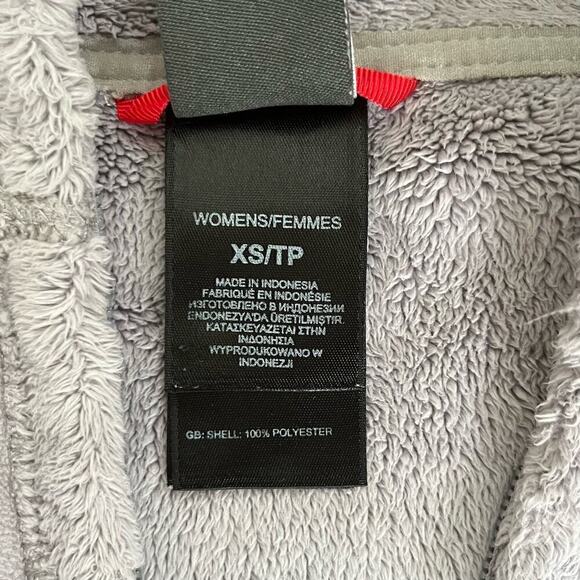 WOMENS/FEMMES
XS/TP
MADE IN INDONESIA
FABRIQUÉ EN INDONÉSIE
ИЗГОТОВЛЕНО В ИНДОНЕЗИИ
ENDONEZYA'DA ÜRETILMIŞTIR.
ΚΑΤΑΣΚΕΥΑΖΕΤΑΙ ΣΤΗΝ
ΙΝΔΟΝΗΣΙΑ
WYPRODUKOWANO W
INDONEZJI
GB: SHELL: 100% POLYESTER